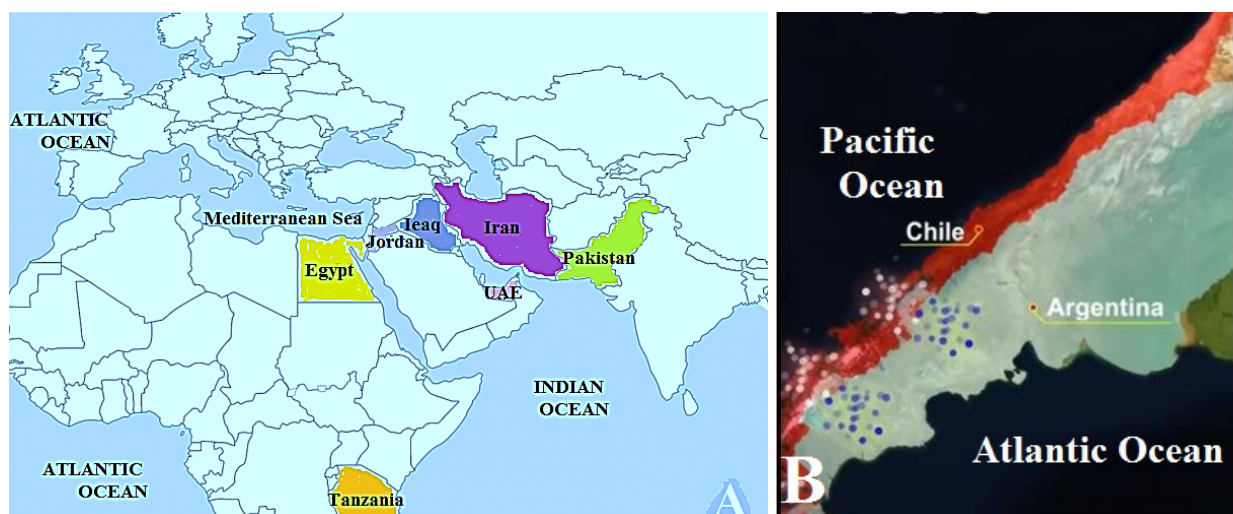 ATLANTIC
OCEAN
Mediterranean Sea
Ieaq
Iran
Jordan
Egypt
Pakistan
UAE
INDIAN
OCEAN
ATLANTIC
OCEAN
Tanzania
A
Pacific
Ocean
Chile
Argentina
Atlantic Ocean
B